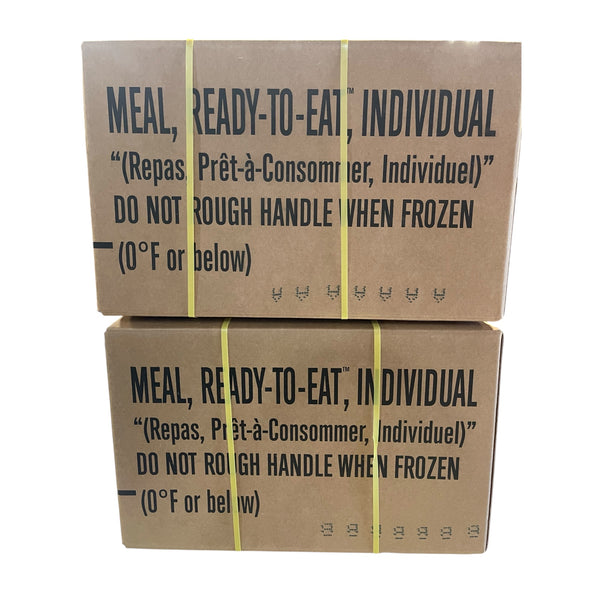 MEAL, READY-TO-EAT™, INDIVIDUAL
“(Repas, Prêt-à-Consommer, Individuel)”
DO NOT ROUGH HANDLE WHEN FROZEN
(0°F or below)
MEAL, READY-TO-EAT™, INDIVIDUAL
“(Repas, Prêt-à-Consommer, Individuel)”
DO NOT ROUGH HANDLE WHEN FROZEN
(0°F or below)